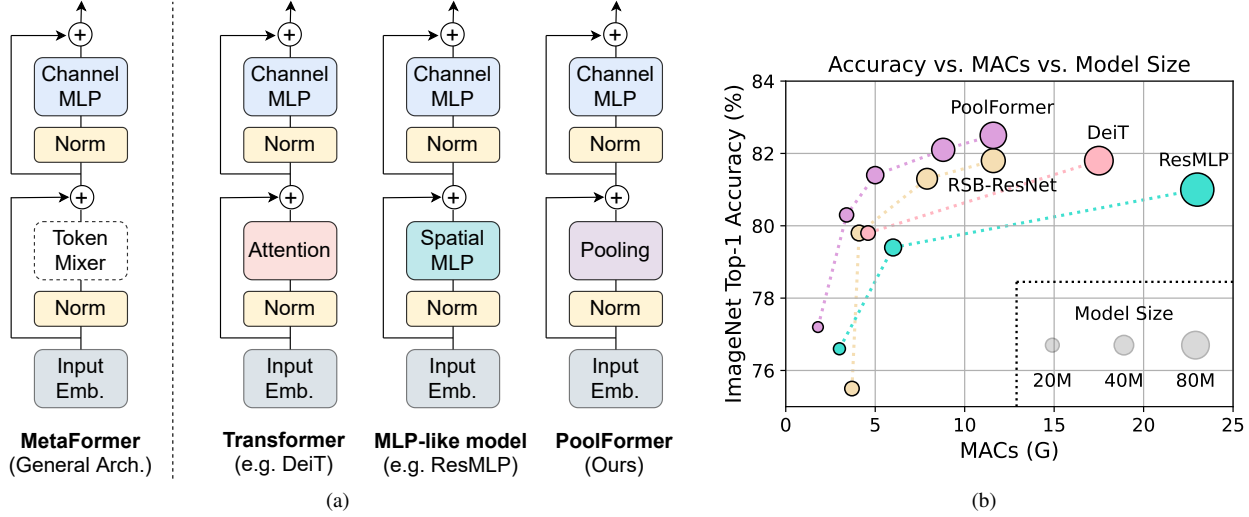 Channel
MLP
Norm
+
Token
Mixer
Norm
+
Input
Emb.
MetaFormer
(General Arch.)
Channel
MLP
Norm
+
Attention
Norm
+
Input
Emb.
Transformer
(e.g. DeiT)
Channel
MLP
Norm
+
Spatial
MLP
Norm
+
Input
Emb.
MLP-like model
(e.g. ResMLP)
Channel
MLP
Norm
+
Pooling
Norm
+
Input
Emb.
PoolFormer
(Ours)
(a)
Accuracy vs. MACs vs. Model Size
ImageNet Top-1 Accuracy (%)
84
82
80
78
76
PoolFormer
DeiT
ResMLP
RSB-ResNet
Model Size
20M 40M 80M
0 5 10 15 20 25
MACs (G)
(b)